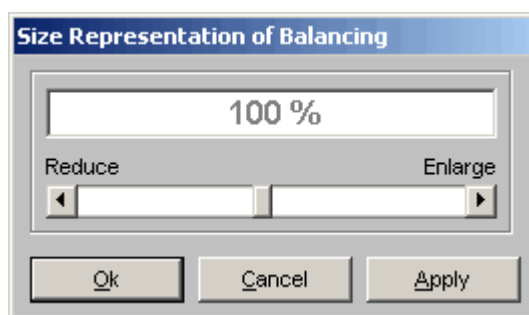 Size Representation of Balancing
100 %
Reduce Enlarge
Ok Cancel Apply